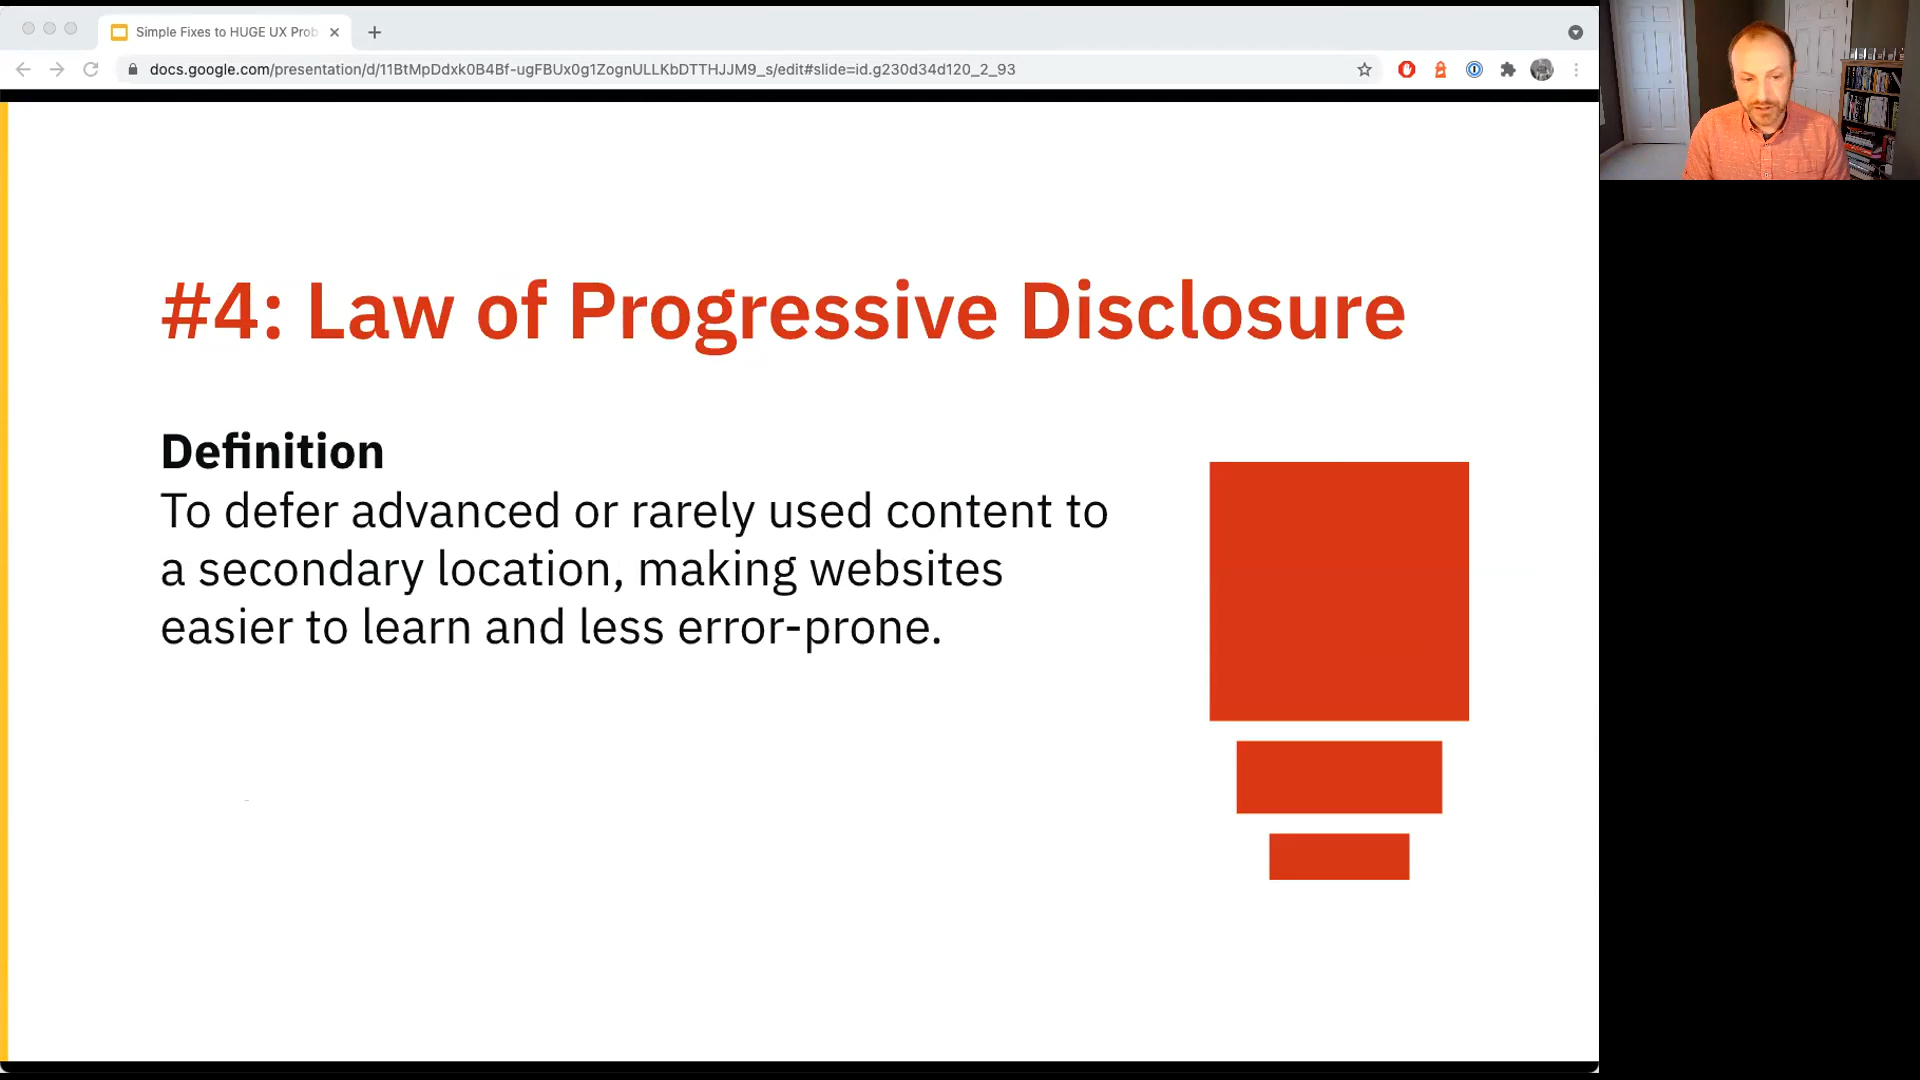 Simple Fixes to HUGE UX Prob
docs.google.com/presentation/d/11BtMpDdxk0B4Bf-ugFBUx0g1ZognULLKbDTTHJJM9_s/edit#slide=id.g230d34d120_2_93
#4: Law of Progressive Disclosure
Definition
To defer advanced or rarely used content to
a secondary location, making websites
easier to learn and less error-prone.